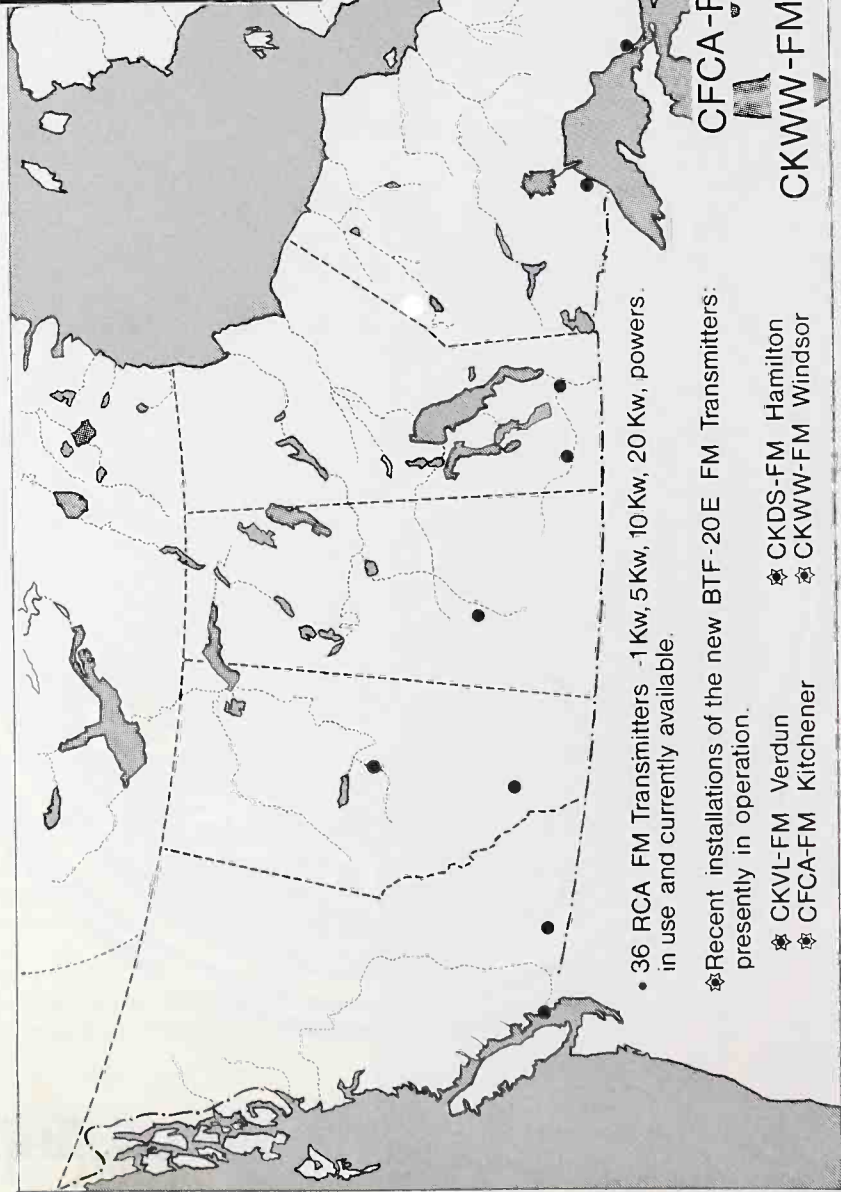 • 36 RCA FM Transmitters -1Kw, 5Kw, 10Kw, 20Kw, powers.
in use and currently available.
Recent installations of the new BTF-20E FM Transmitters:
presently in operation.
CKVL-FM Verdun
CFCA-FM Kitchener
CKDS-FM Hamilton
CKWW-FM Windsor
CFCA-F
CKWW-FM